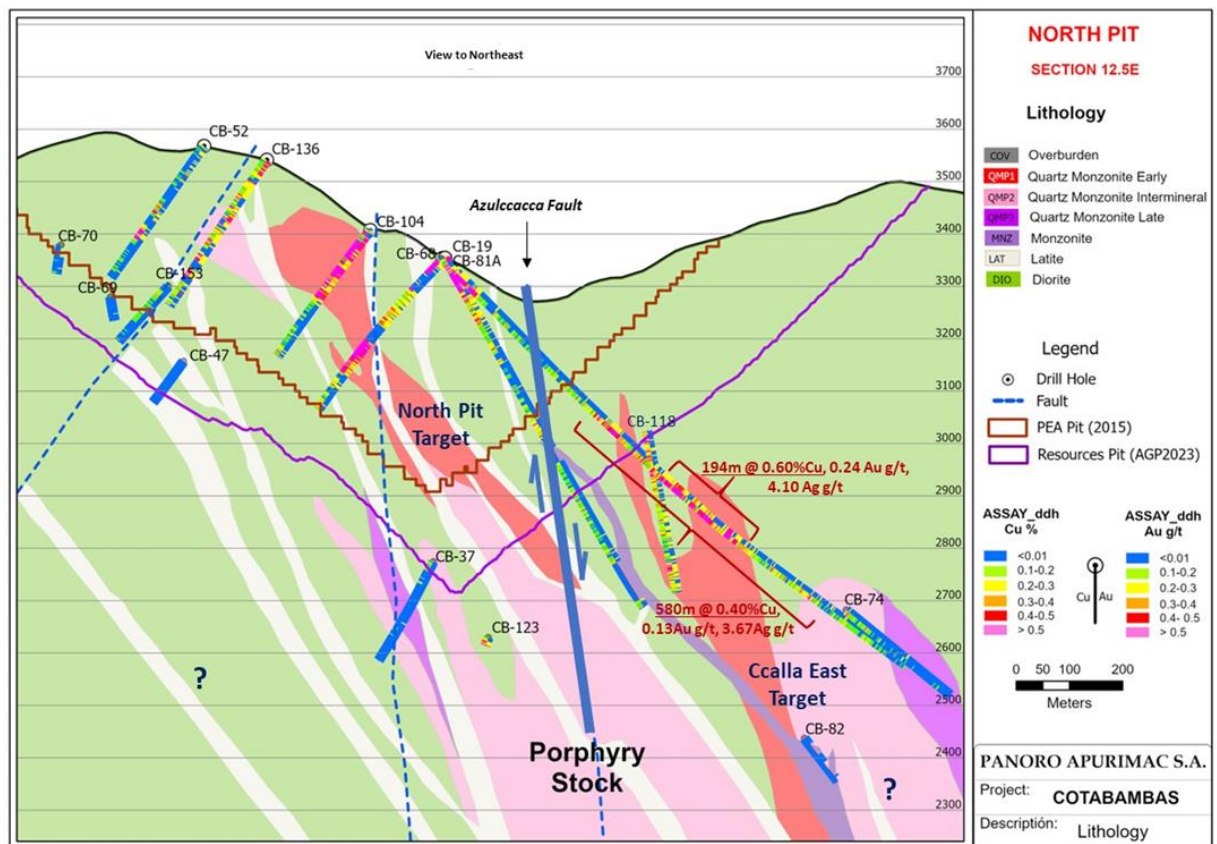 View to Northeast
3700
3600
3500
3400
3300
3200
3100
3000
2900
2800
2700
2600
2500
2400
2300
CB-52
CB-136
CB-104
Azulccacca Fault
CB-70
CB-68
CB-19
CB-81A
CB-153
CB-69
CB-47
North Pit
Target
CB-118
194m @ 0.60%Cu, 0.24 Au g/t,
4.10 Ag g/t
CB-37
CB-123
580m @ 0.40%Cu,
0.13Au g/t, 3.67Ag g/t
CB-74
Ccalla East
Target
?
CB-82
Porphyry
Stock
?
NORTH PIT
SECTION 12.5E
Lithology
COV Overburden
QMP1 Quartz Monzonite Early
QMP2 Quartz Monzonite Intermineral
QMP3 Quartz Monzonite Late
MNZ Monzonite
LAT Latite
DIO Diorite
Legend
Drill Hole
Fault
PEA Pit (2015)
Resources Pit (AGP2023)
ASSAY_ddh
Cu %
<0.01
0.1-0.2
0.2-0.3
0.3-0.4
0.4-0.5
> 0.5
Cu Au
ASSAY_ddh
Au g/t
<0.01
0.1-0.2
0.2-0.3
0.3-0.4
0.4- 0.5
> 0.5
0 50 100 200
Meters
PANORO APURIMAC S.A.
Project: COTABAMBAS
Descriptión: Lithology